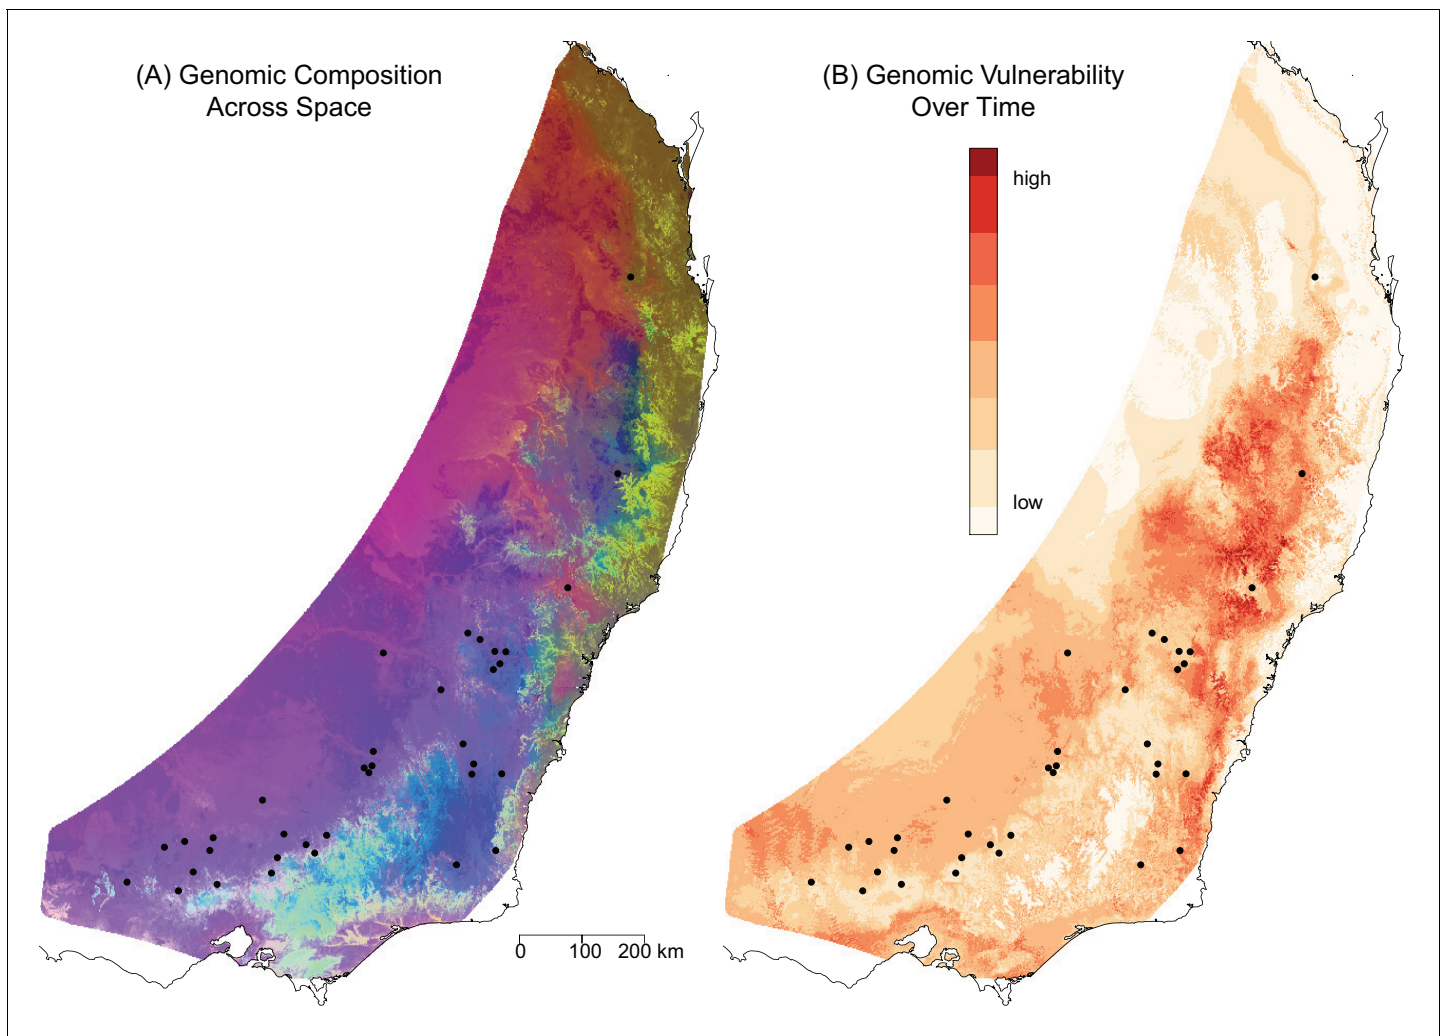 (A) Genomic Composition
Across Space
(B) Genomic Vulnerability
Over Time
high
low
0 100 200 km